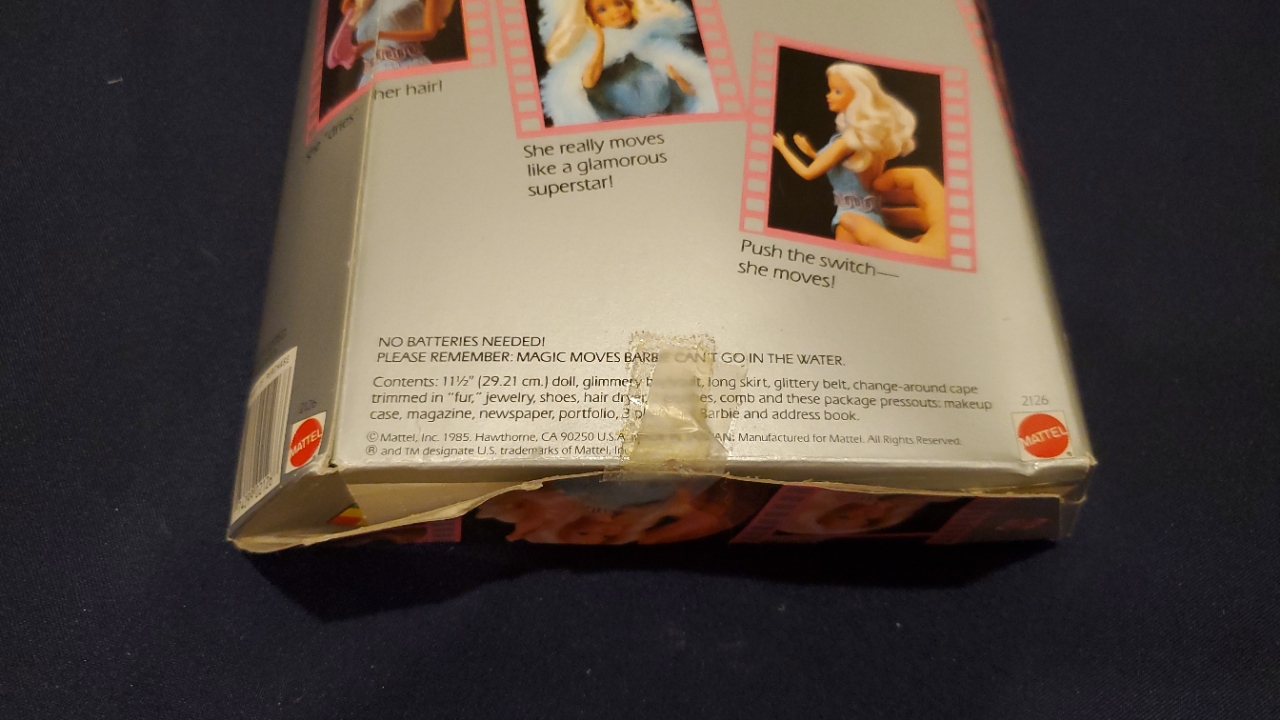 her hair!
She really moves
like a glamorous
superstar!
Push the switch—
she moves!
NO BATTERIES NEEDED!
PLEASE REMEMBER: MAGIC MOVES BARB CAN'T GO IN THE WATER.
Contents: 11½" (29.21 cm.) doll, glimmery long skirt, glittery belt, change-around cape
trimmed in "fur," jewelry, shoes, hair dryer, comb and these package pressouts: makeup
case, magazine, newspaper, portfolio, 3 Barbie and address book.
© Mattel, Inc. 1985. Hawthorne, CA 90250 U.S.A. Manufactured for Mattel. All Rights Reserved.
® and TM designate U.S. trademarks of Mattel,
2126
MATTEL
2126
MATTEL